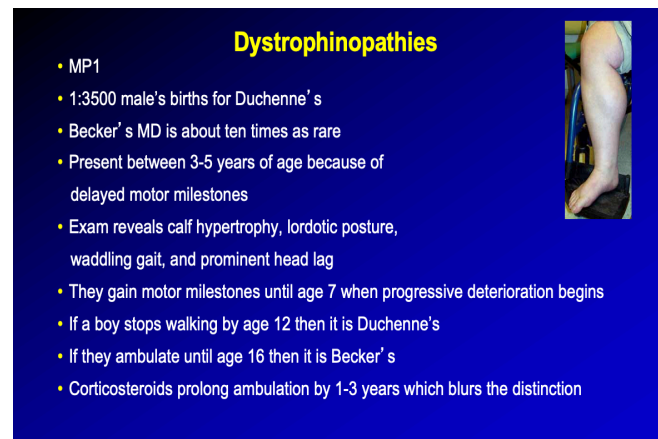 Dystrophinopathies
• MP1
• 1:3500 male's births for Duchenne's
• Becker's MD is about ten times as rare
• Present between 3-5 years of age because of
delayed motor milestones
• Exam reveals calf hypertrophy, lordotic posture,
waddling gait, and prominent head lag
• They gain motor milestones until age 7 when progressive deterioration begins
• If a boy stops walking by age 12 then it is Duchenne's
• If they ambulate until age 16 then it is Becker's
• Corticosteroids prolong ambulation by 1-3 years which blurs the distinction